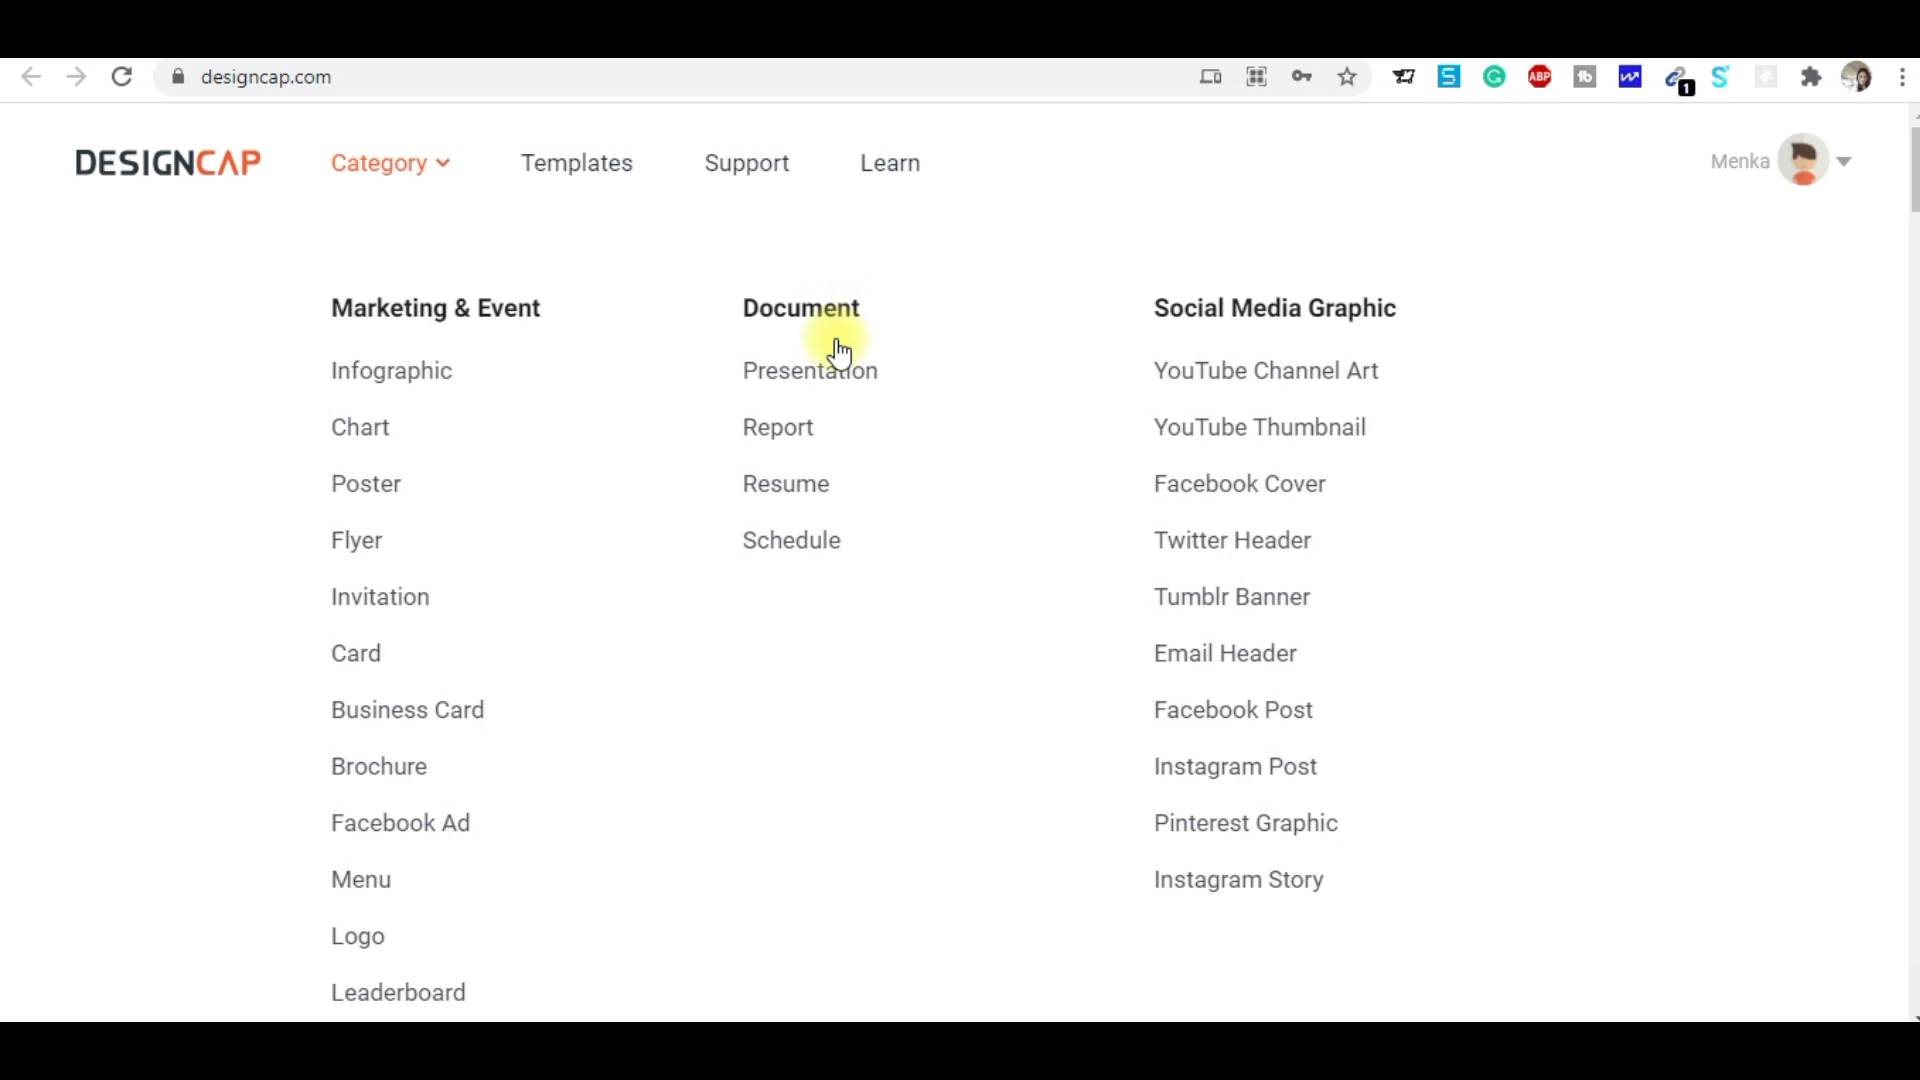 designcap.com
ABP
1
DESIGNCAP
Category
Templates
Support
Learn
Menka
Marketing & Event
Infographic
Chart
Poster
Flyer
Invitation
Card
Business Card
Brochure
Facebook Ad
Menu
Logo
Leaderboard
Document
Presentation
Report
Resume
Schedule
Social Media Graphic
YouTube Channel Art
YouTube Thumbnail
Facebook Cover
Twitter Header
Tumblr Banner
Email Header
Facebook Post
Instagram Post
Pinterest Graphic
Instagram Story